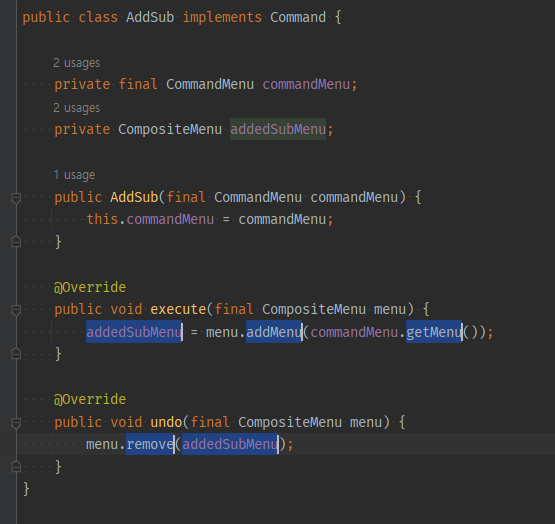 public class AddSub implements Command {
2 usages
private final CommandMenu commandMenu;
2 usages
private CompositeMenu addedSubMenu;
1 usage
public AddSub(final CommandMenu commandMenu) {
this.commandMenu = commandMenu;
}
@Override
public void execute(final CompositeMenu menu) {
addedSubMenu = menu.addMenu(commandMenu.getMenu());
}
@Override
public void undo(final CompositeMenu menu) {
menu.remove(addedSubMenu);
}
}